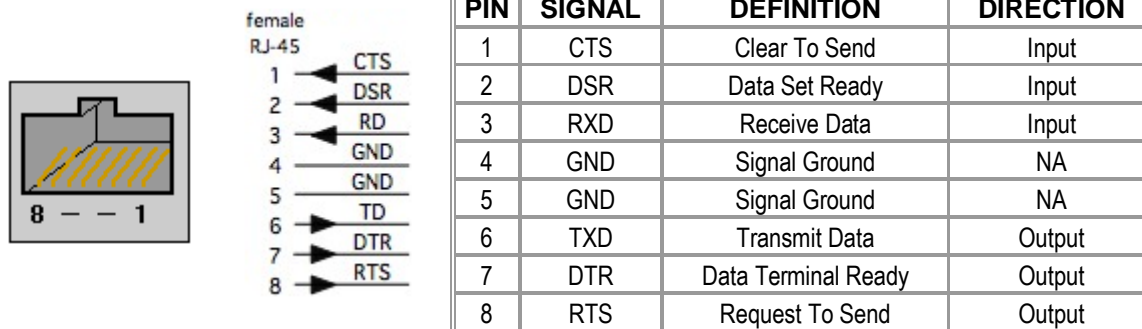 female
RJ-45
1 CTS
2 DSR
3 RD
4 GND
5 GND
6 TD
7 DTR
8 RTS
8 – – 1
PIN SIGNAL DEFINITION DIRECTION
1 CTS Clear To Send Input
2 DSR Data Set Ready Input
3 RXD Receive Data Input
4 GND Signal Ground NA
5 GND Signal Ground NA
6 TXD Transmit Data Output
7 DTR Data Terminal Ready Output
8 RTS Request To Send Output